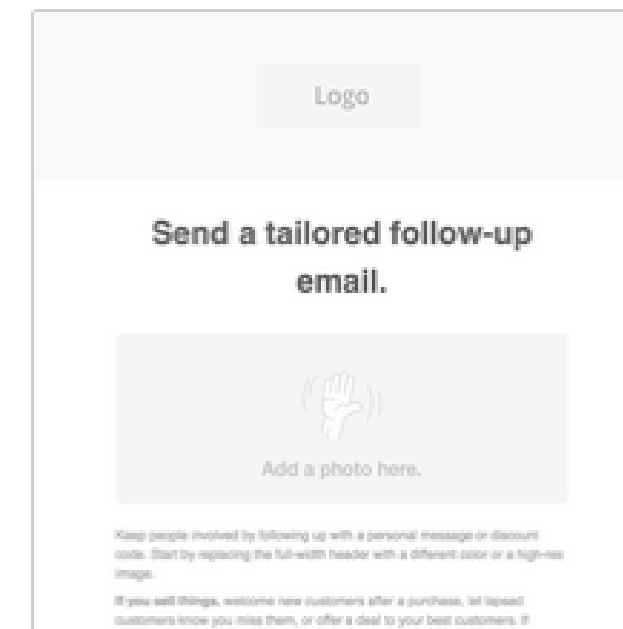 Logo
Send a tailored follow-up
email.
Add a photo here.
Keep people involved by following up with a personal message or discount
code. Start by replacing the full-width header with a different color or a high-res
image.
If you sell things, welcome new customers after a purchase, let lapsed
customers know you miss them, or offer a deal to your best customers. If